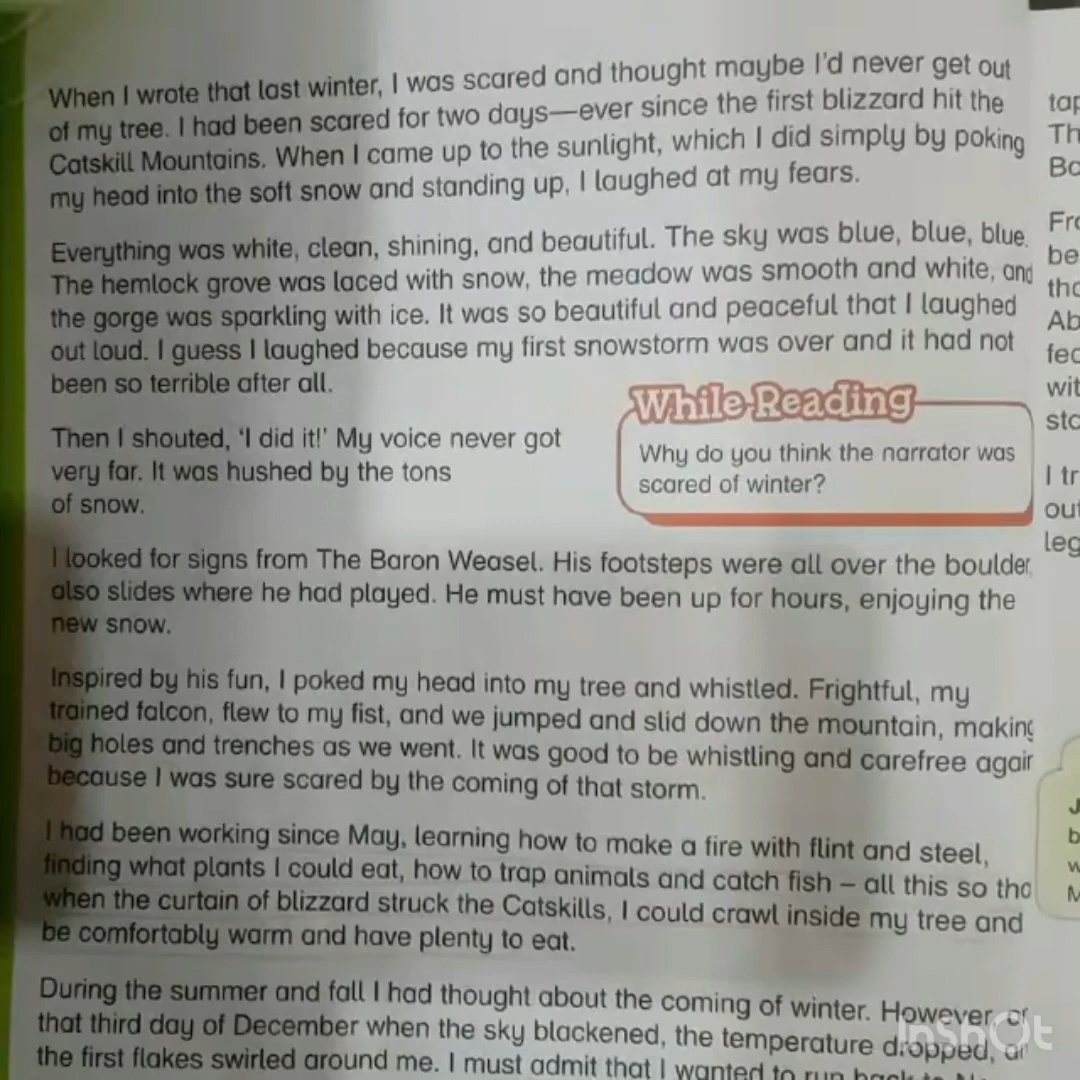 When I wrote that last winter, I was scared and thought maybe I'd never get out
of my tree. I had been scared for two days—ever since the first blizzard hit the
Catskill Mountains. When I came up to the sunlight, which I did simply by poking
my head into the soft snow and standing up, I laughed at my fears.
Everything was white, clean, shining, and beautiful. The sky was blue, blue, blue.
The hemlock grove was laced with snow, the meadow was smooth and white, and
the gorge was sparkling with ice. It was so beautiful and peaceful that I laughed
out loud. I guess I laughed because my first snowstorm was over and it had not
been so terrible after all.
Then I shouted, 'I did it!' My voice never got
very far. It was hushed by the tons
of snow.
While Reading
Why do you think the narrator was
scared of winter?
I looked for signs from The Baron Weasel. His footsteps were all over the boulder,
also slides where he had played. He must have been up for hours, enjoying the
new snow.
Inspired by his fun, I poked my head into my tree and whistled. Frightful, my
trained falcon, flew to my fist, and we jumped and slid down the mountain, making
big holes and trenches as we went. It was good to be whistling and carefree
because I was sure scared by the coming of that storm.
I had been working since May, learning how to make a fire with flint and steel,
finding what plants I could eat, how to trap animals and catch fish – all this so
when the curtain of blizzard struck the Catskills, I could crawl inside my tree and
be comfortably warm and have plenty to eat.
During the summer and fall I had thought about the coming of winter. However,
that third day of December when the sky blackened, the temperature dropped,
the first flakes swirled around me. I must admit that I wanted to run back to
InShOt